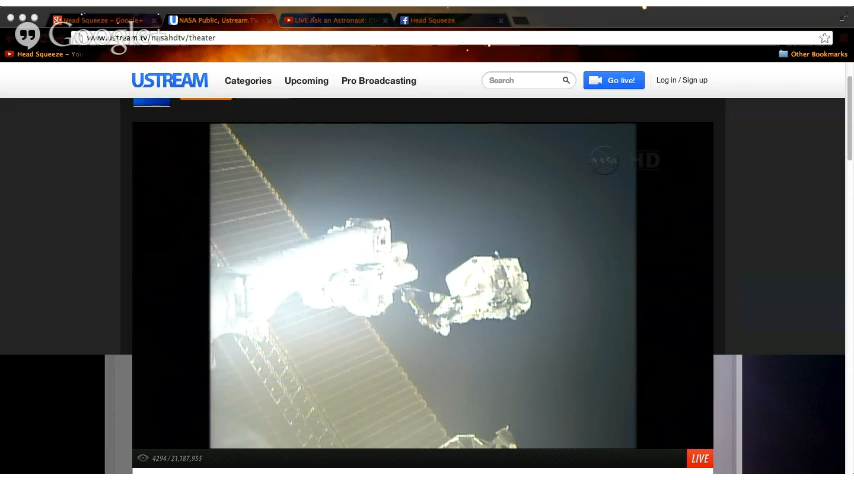 Head Squeeze – Google+
NASA Public, Ustream.TV
LIVE Ask an Astronaut:
Head Squeeze
Google+
www.ustream.tv/nasahdtv/theater
Head Squeeze – You
Other Bookmarks
USTREAM
Categories
Upcoming
Pro Broadcasting
Search
Go live!
Log in / Sign up
NASA HD
4294 / 21,187,955
LIVE